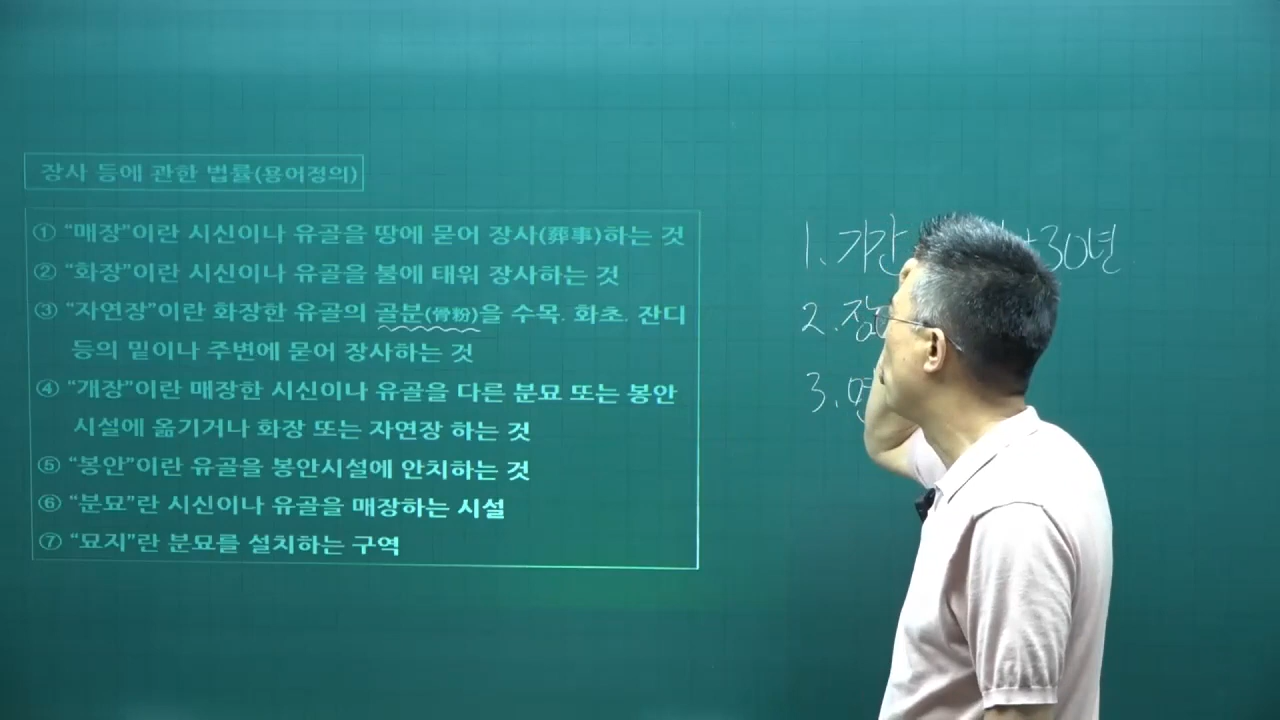 장사 등에 관한 법률(용어정의)
① “매장”이란 시신이나 유골을 땅에 묻어 장사(葬事)하는 것
② “화장”이란 시신이나 유골을 불에 태워 장사하는 것
③ “자연장”이란 화장한 유골의 골분(骨粉)을 수목. 화초. 잔디
등의 밑이나 주변에 묻어 장사하는 것
④ “개장”이란 매장한 시신이나 유골을 다른 분묘 또는 봉안
시설에 옮기거나 화장 또는 자연장 하는 것
⑤ “봉안”이란 유골을 봉안시설에 안치하는 것
⑥ “분묘”란 시신이나 유골을 매장하는 시설
⑦ “묘지”란 분묘를 설치하는 구역
1. 기간 30년
2.
3.